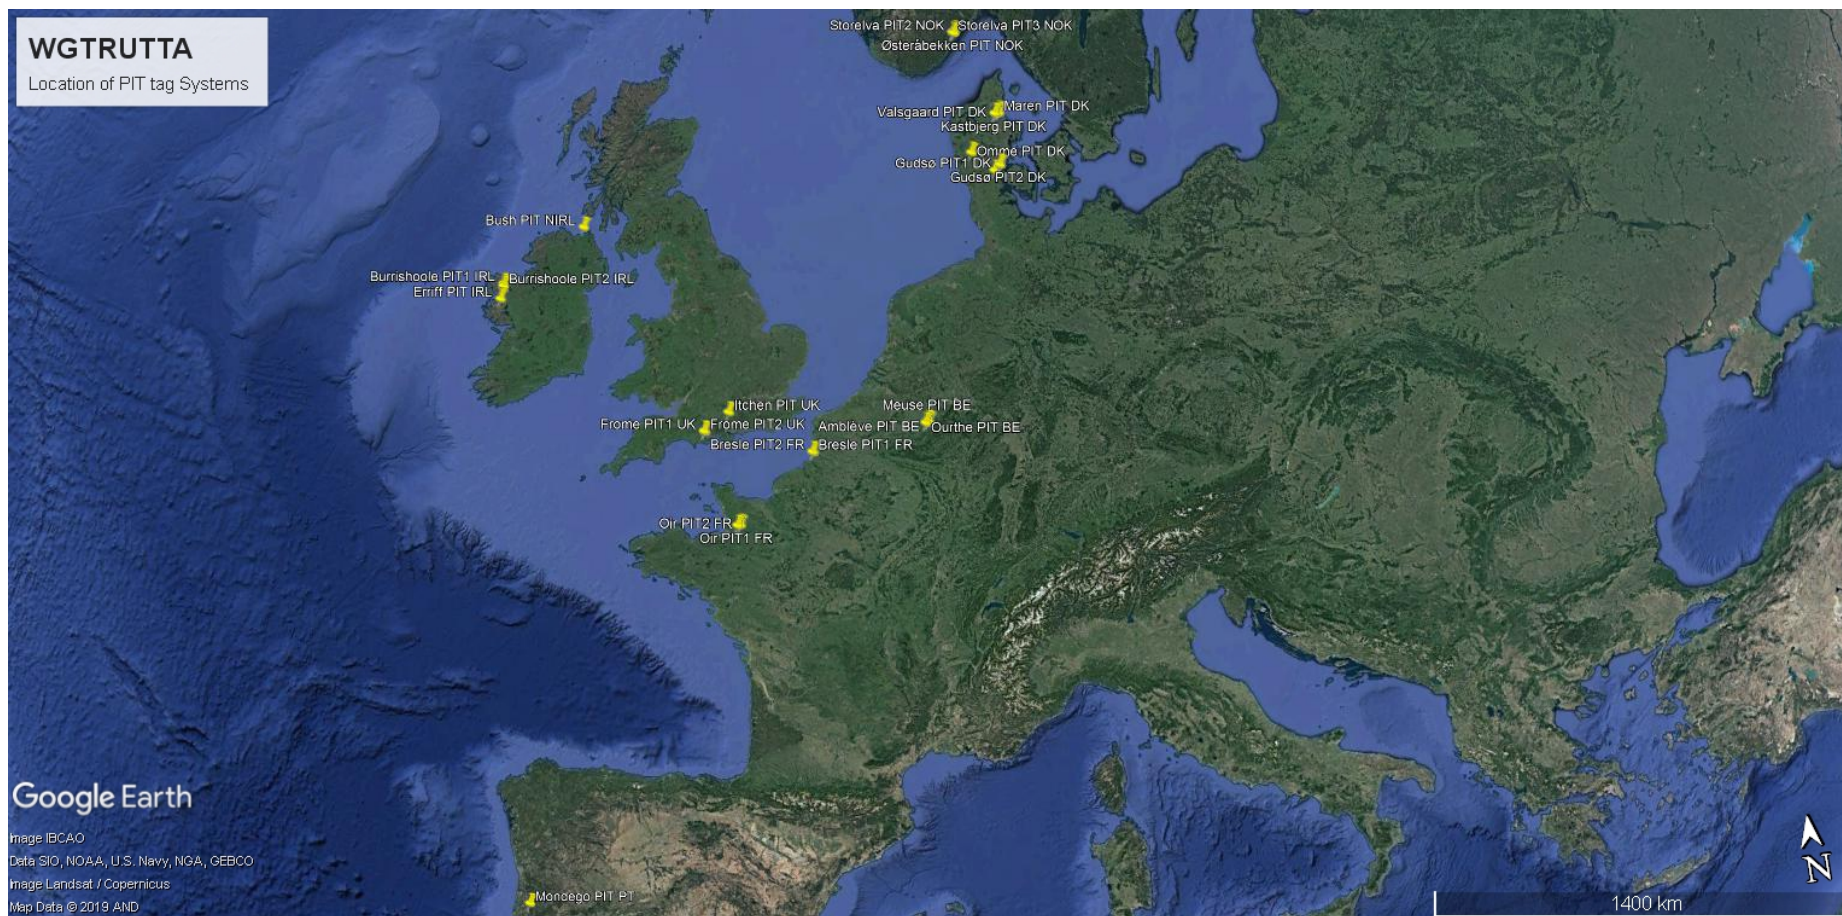 WGTRUTTA
Location of PIT tag Systems
Storelva PIT2 NOK
Storelva PIT3 NOK
Østeråbekken PIT NOK
Maren PIT DK
Valsgaard PIT DK
Kastbjerg PIT DK
Omme PIT DK
Gudsø PIT1 DK
Gudsø PIT2 DK
Bush PIT NIRL
Burrishoole PIT1 IRL
Burrishoole PIT2 IRL
Erriff PIT IRL
Itchen PIT UK
Meuse PIT BE
Frome PIT1 UK
Frome PIT2 UK
Amblève PIT BE
Ourthe PIT BE
Bresle PIT2 FR
Bresle PIT1 FR
Oir PIT2 FR
Oir PIT1 FR
Google Earth
Image IBCAO
Data SIO, NOAA, U.S. Navy, NGA, GEBCO
Image Landsat / Copernicus
Map Data © 2019 AND
Moncego PIT PT
N
1400 km